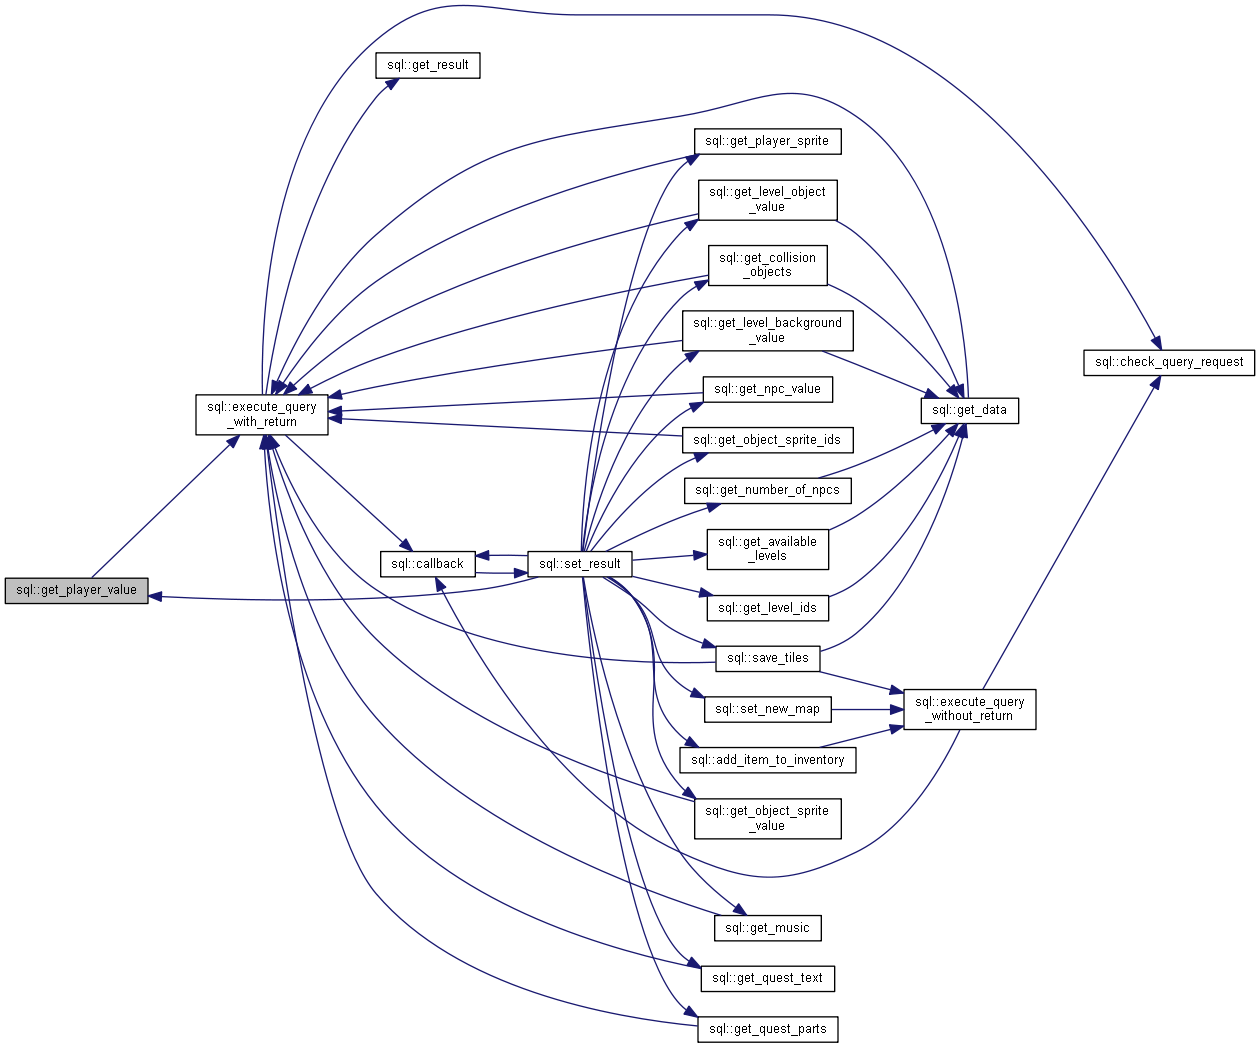 sql::get_result
sql::get_player_sprite
sql::get_level_object
_value
sql::get_collision
_objects
sql::get_level_background
_value
sql::check_query_request
sql::get_npc_value
sql::execute_query
_with_return
sql::get_data
sql::get_object_sprite_ids
sql::get_number_of_npcs
sql::get_available
_levels
sql::callback
sql::set_result
sql::get_player_value
sql::get_level_ids
sql::save_tiles
sql::set_new_map
sql::execute_query
_without_return
sql::add_item_to_inventory
sql::get_object_sprite
_value
sql::get_music
sql::get_quest_text
sql::get_quest_parts